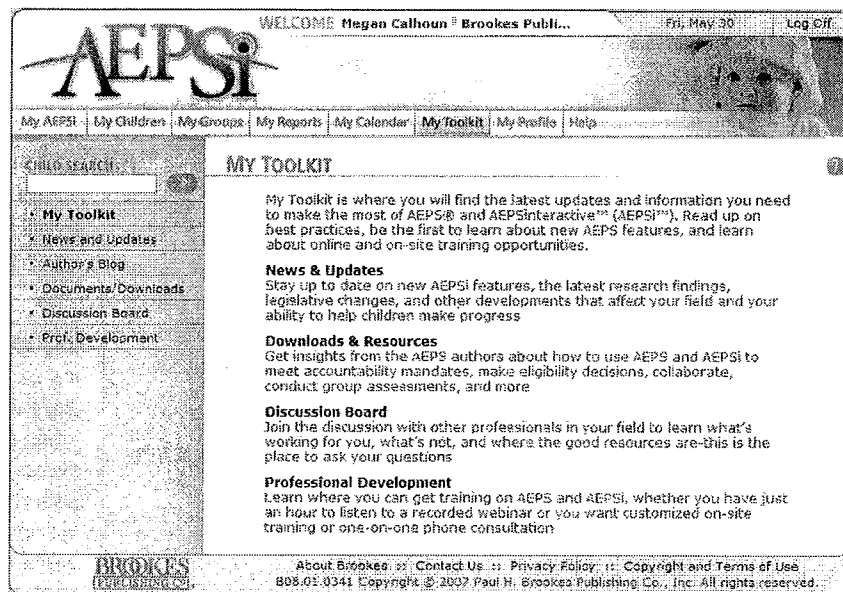 WELCOME Megan Calhoun Brookes Publi...
Fri, May 30
Log Off
AEPSi
My AEPSi
My Children
My Groups
My Reports
My Calendar
My Toolkit
My Profile
Help
CHILD SEARCH
• My Toolkit
• News and Updates
• Author's Blog
• Documents/Downloads
• Discussion Board
• Prof. Development
MY TOOLKIT
?
My Toolkit is where you will find the latest updates and information you need
to make the most of AEPS® and AEPSinteractive™ (AEPSi™). Read up on
best practices, be the first to learn about new AEPS features, and learn
about online and on-site training opportunities.
News & Updates
Stay up to date on new AEPSi features, the latest research findings,
legislative changes, and other developments that affect your field and your
ability to help children make progress
Downloads & Resources
Get insights from the AEPS authors about how to use AEPS and AEPSi to
meet accountability mandates, make eligibility decisions, collaborate,
conduct group assessments, and more
Discussion Board
Join the discussion with other professionals in your field to learn what's
working for you, what's not, and where the good resources are-this is the
place to ask your questions
Professional Development
Learn where you can get training on AEPS and AEPSi, whether you have just
an hour to listen to a recorded webinar or you want customized on-site
training or one-on-one phone consultation
BROOKES
PUBLISHING CO.
About Brookes :: Contact Us :: Privacy Policy :: Copyright and Terms of Use
B08.01.0341 Copyright © 2007 Paul H. Brookes Publishing Co., Inc. All rights reserved.